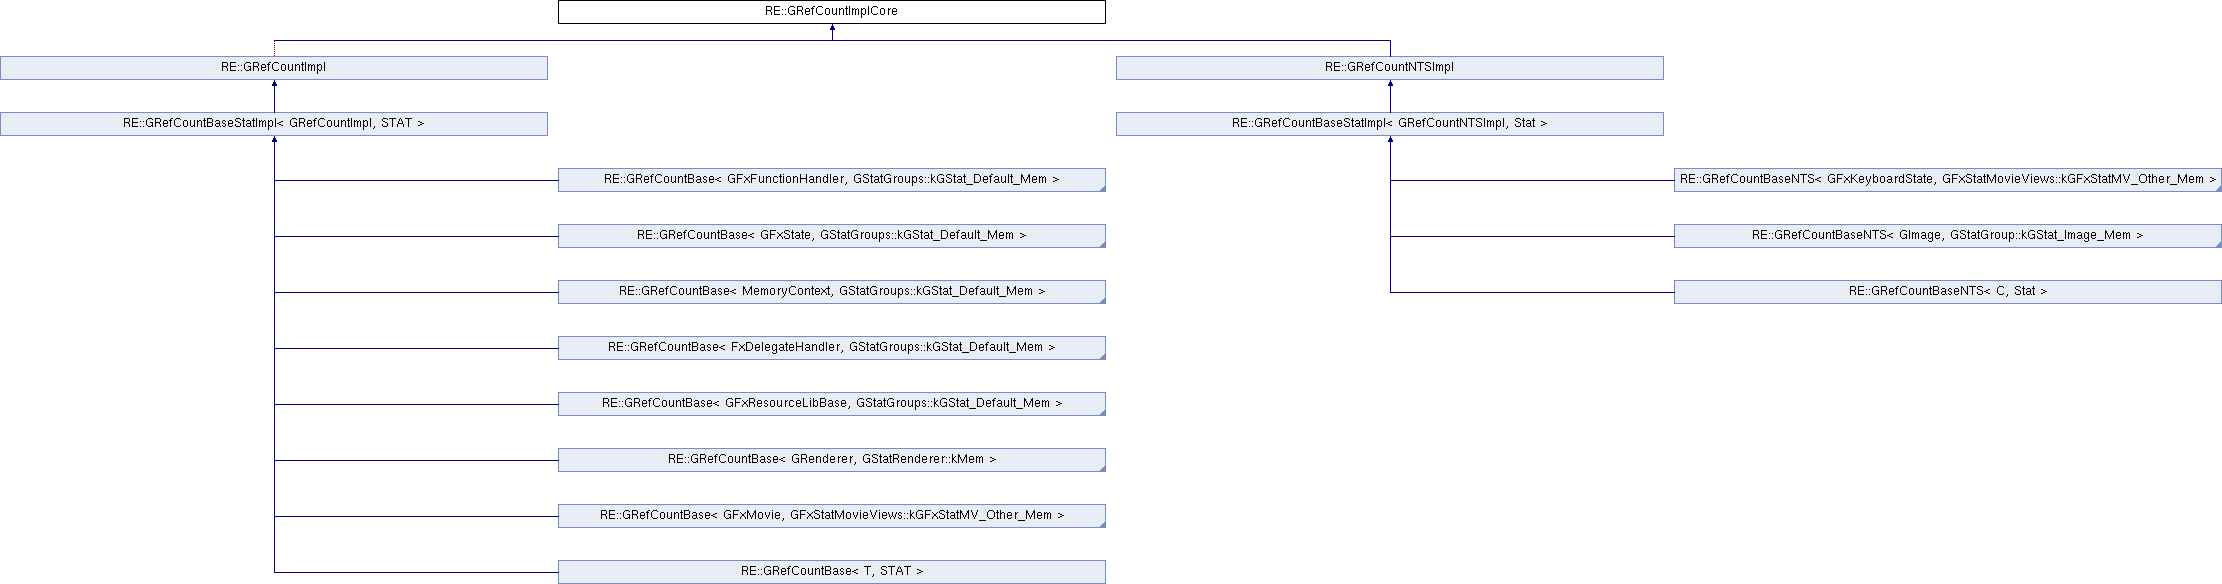 RE::GRefCountImplCore
RE::GRefCountImpl
RE::GRefCountNTSImpl
RE::GRefCountBaseStatImpl< GRefCountImpl, STAT >
RE::GRefCountBaseStatImpl< GRefCountNTSImpl, Stat >
RE::GRefCountBase< GFxFunctionHandler, GStatGroups::kGStat_Default_Mem >
RE::GRefCountBaseNTS< GFxKeyboardState, GFxStatMovieViews::kGFxStatMV_Other_Mem >
RE::GRefCountBase< GFxState, GStatGroups::kGStat_Default_Mem >
RE::GRefCountBaseNTS< GImage, GStatGroup::kGStat_Image_Mem >
RE::GRefCountBase< MemoryContext, GStatGroups::kGStat_Default_Mem >
RE::GRefCountBaseNTS< C, Stat >
RE::GRefCountBase< FxDelegateHandler, GStatGroups::kGStat_Default_Mem >
RE::GRefCountBase< GFxResourceLibBase, GStatGroups::kGStat_Default_Mem >
RE::GRefCountBase< GRenderer, GStatRenderer::kMem >
RE::GRefCountBase< GFxMovie, GFxStatMovieViews::kGFxStatMV_Other_Mem >
RE::GRefCountBase< T, STAT >